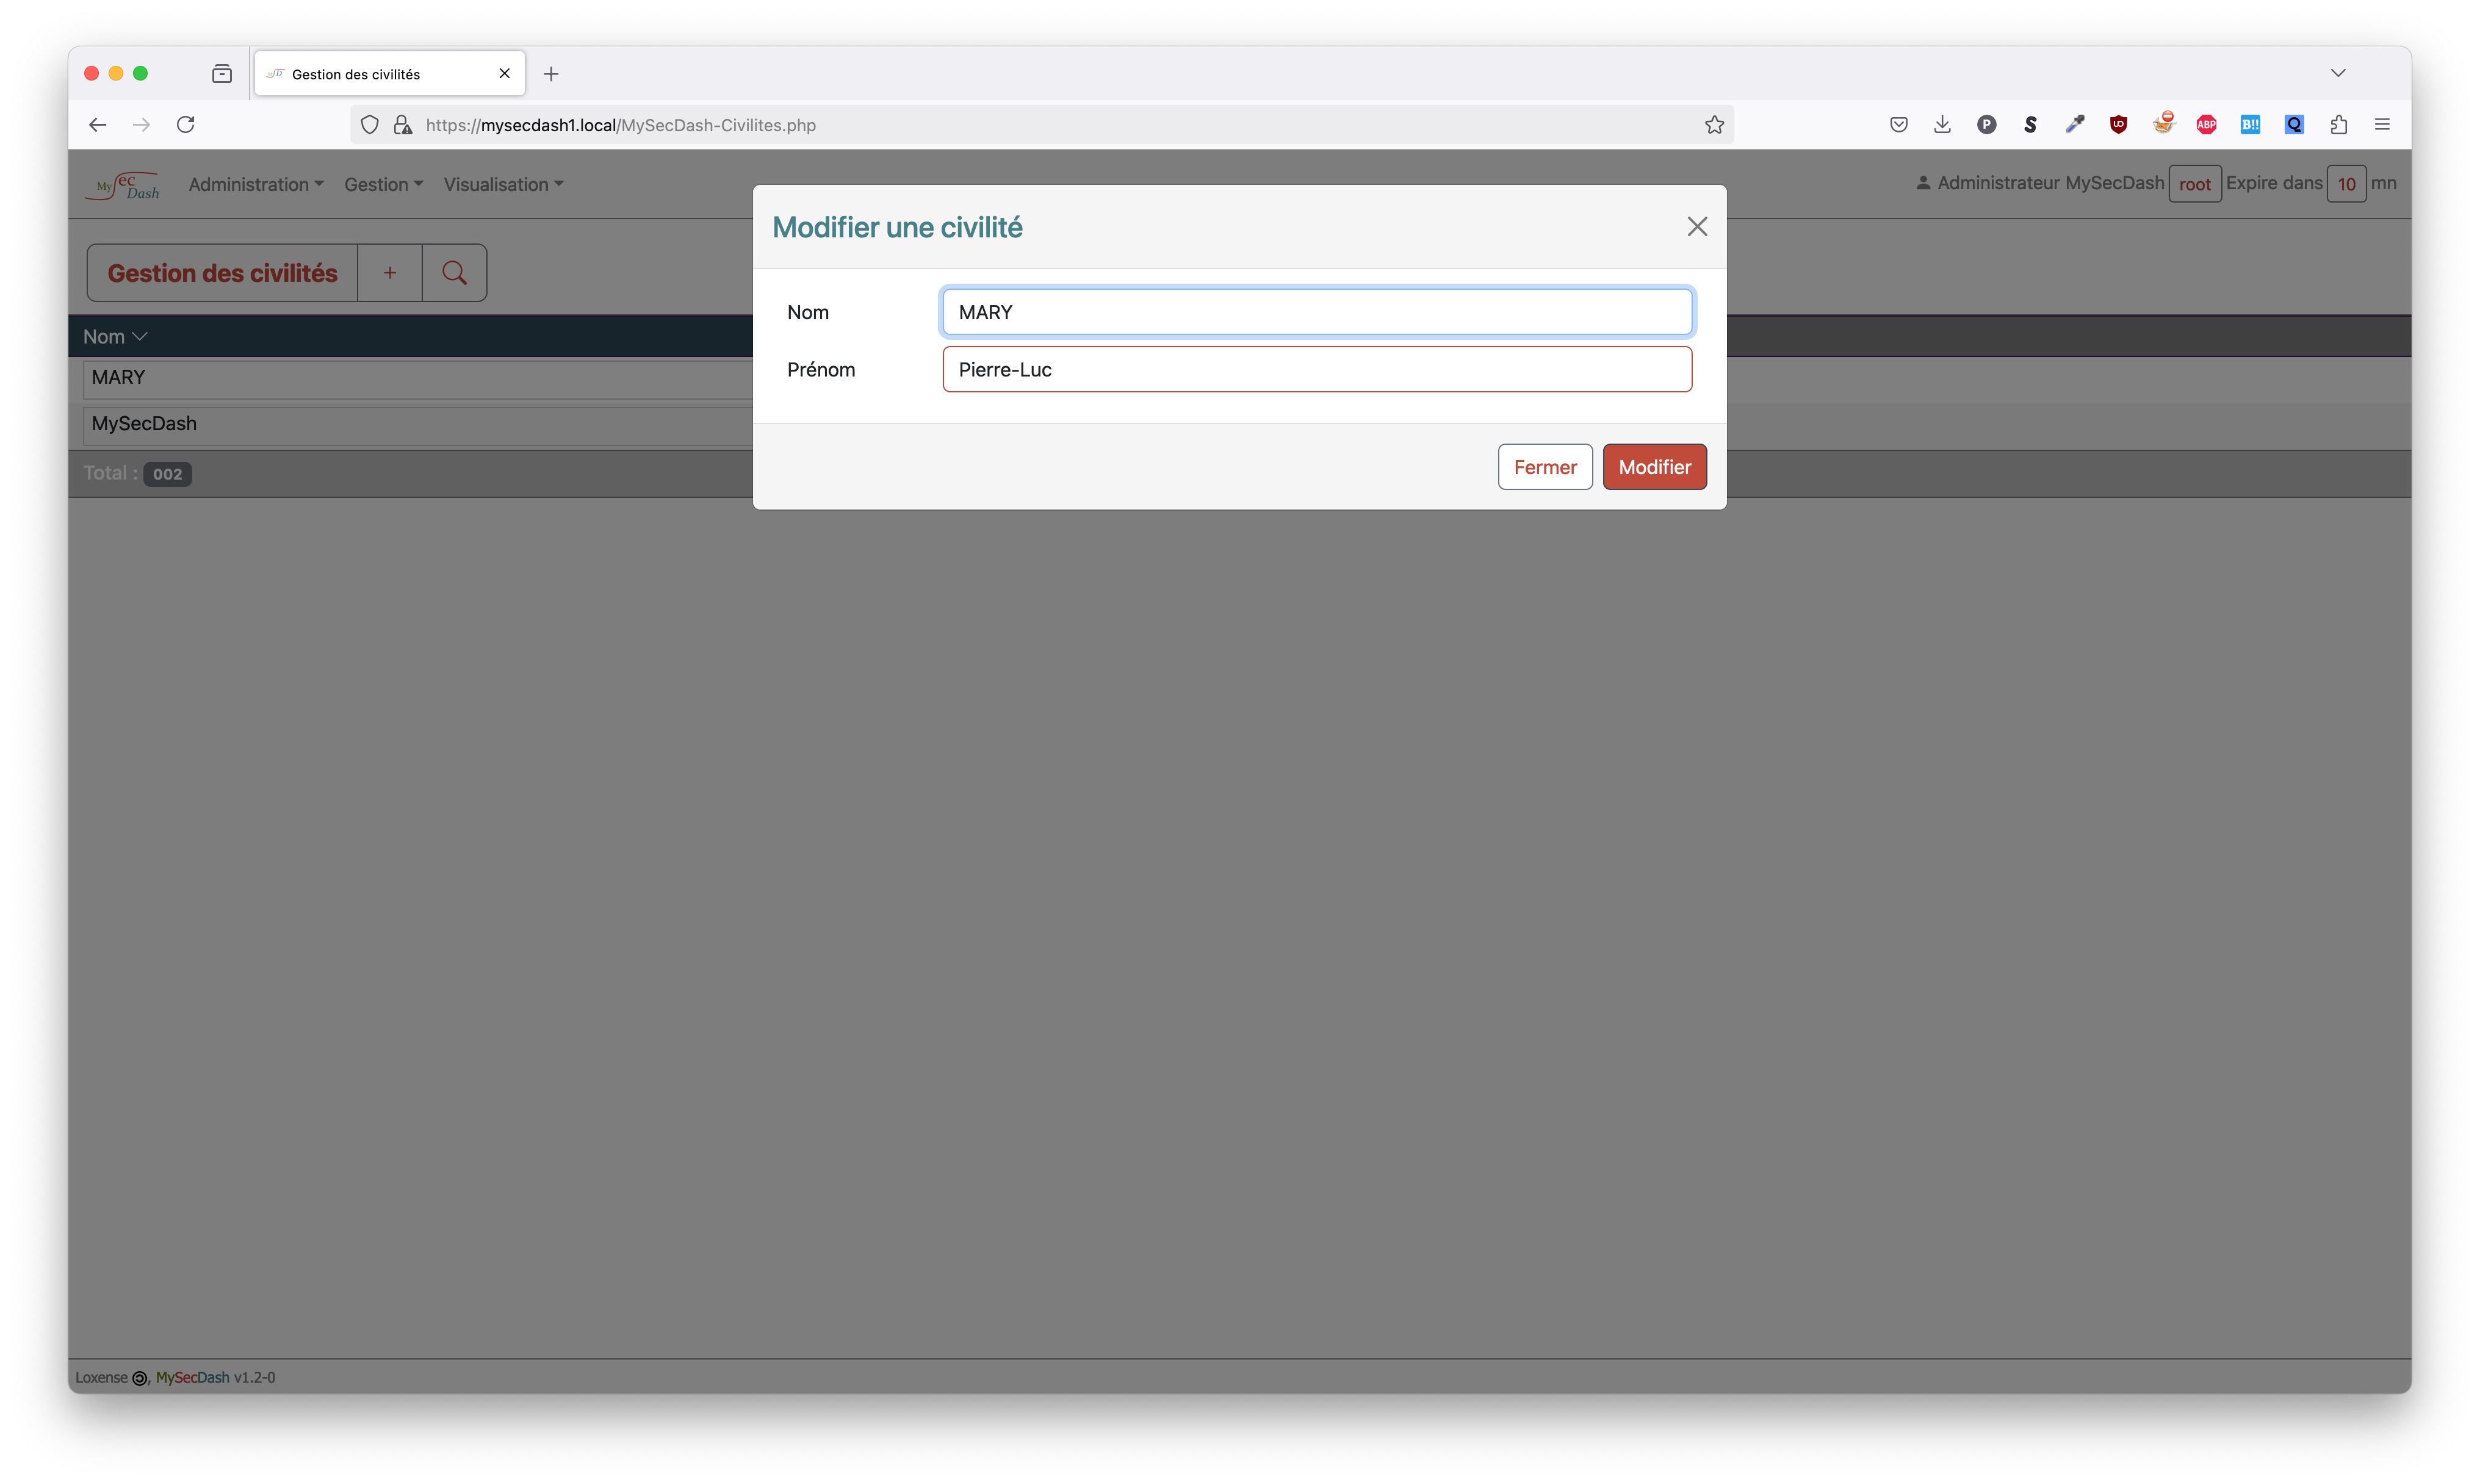 Gestion des civilités
https://mysecdash1.local/MySecDash-Civilites.php
P S UD ABP B!! Q
MySecDash Administration Gestion Visualisation Administrateur MySecDash root Expire dans 10 mn
Modifier une civilité
Gestion des civilités +
Nom MARY
Nom
Prénom Pierre-Luc
MARY
MySecDash
Fermer Modifier
Total : 002
Loxense , MySecDash v1.2-0